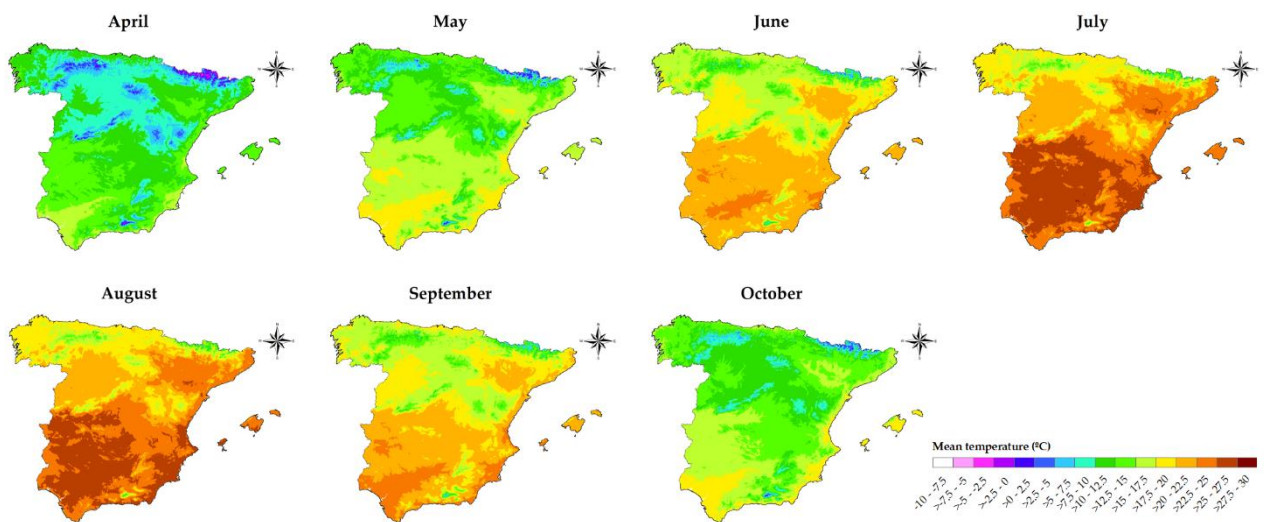 April
May
June
July
August
September
October
Mean temperature (ºC)
-10 - -7.5
>-7.5 - -5
>-5 - -2.5
>-2.5 - 0
>0 - 2.5
>2.5 - 5
>5 - 7.5
>7.5 - 10
>10 - 12.5
>12.5 - 15
>15 - 17.5
>17.5 - 20
>20 - 22.5
>22.5 - 25
>25 - 27.5
>27.5 - 30